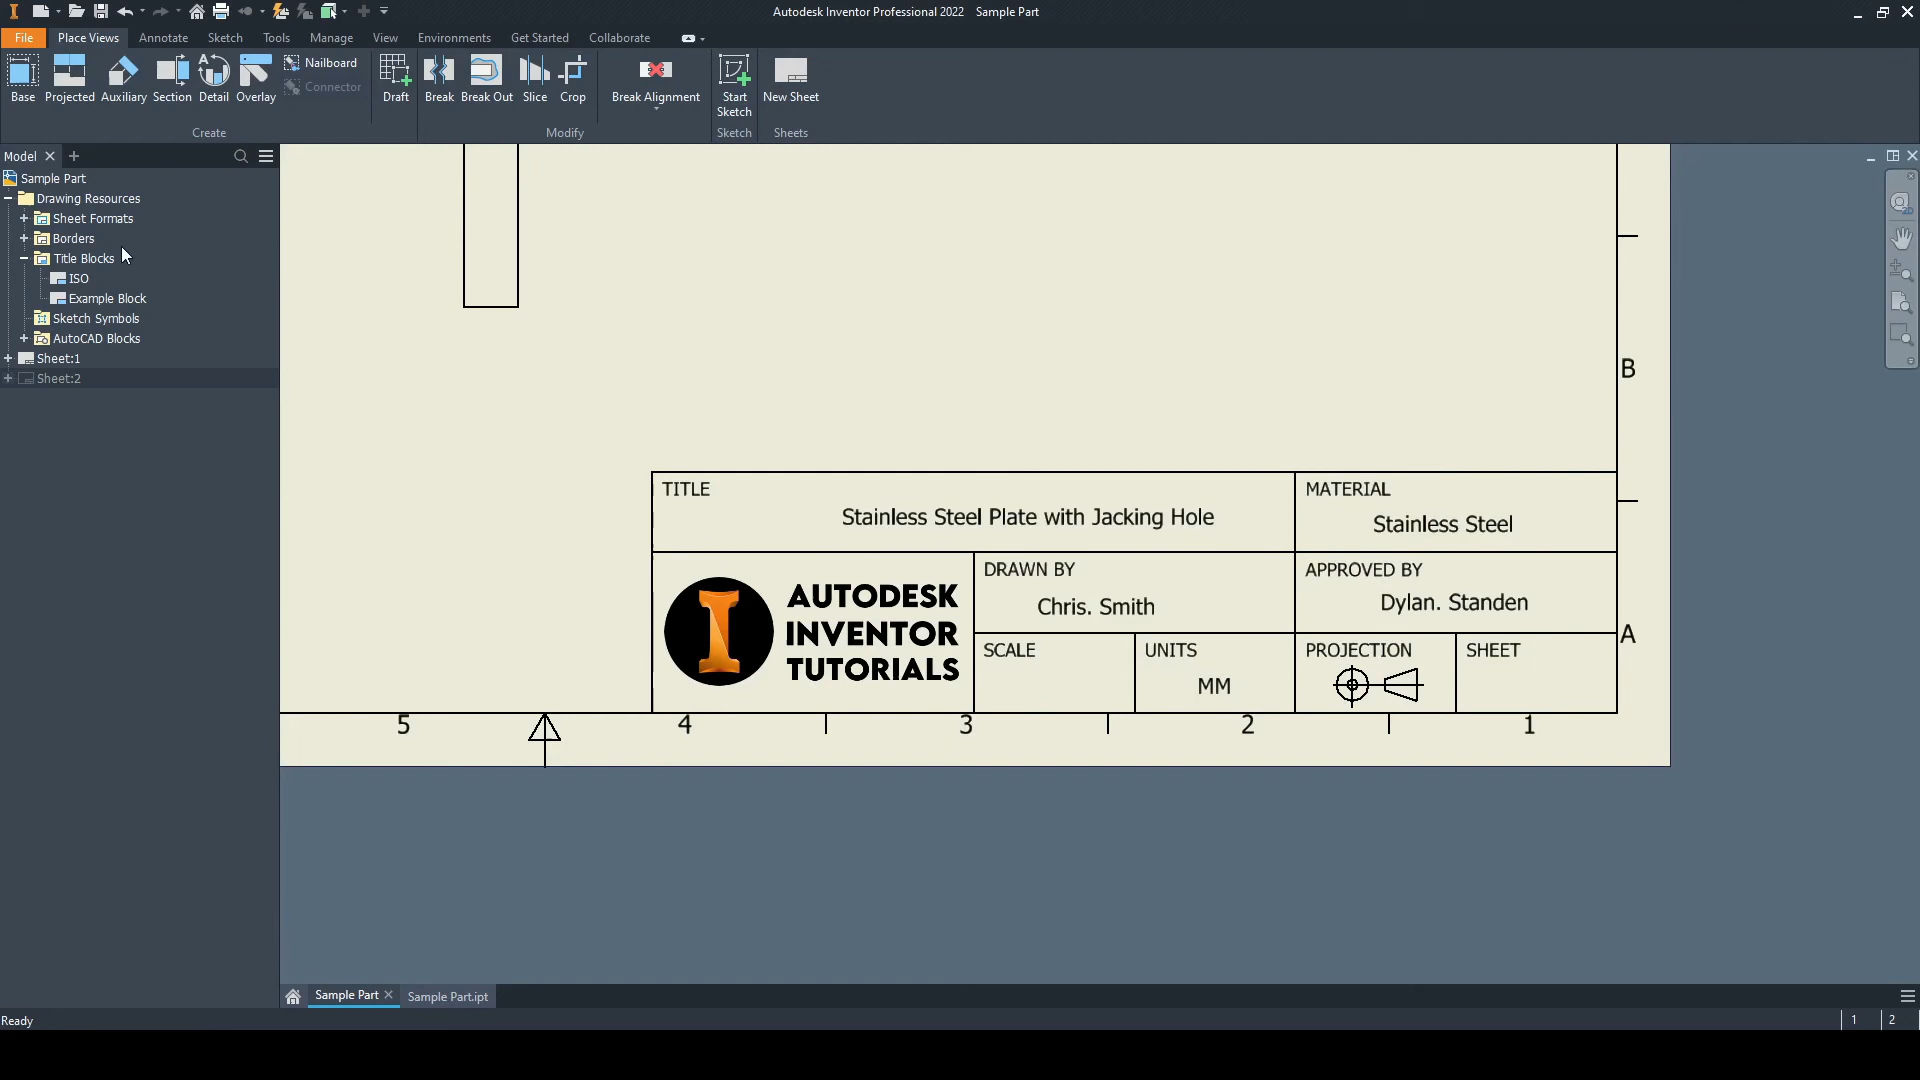 Autodesk Inventor Professional 2022 Sample Part
File Place Views Annotate Sketch Tools Manage View Environments Get Started Collaborate
Base Projected Auxiliary Section Detail Overlay Nailboard Connector Draft Break Break Out Slice Crop Break Alignment Start Sketch New Sheet
Create Modify Sketch Sheets
Model
Sample Part
Drawing Resources
Sheet Formats
Borders
Title Blocks
ISO
Example Block
Sketch Symbols
AutoCAD Blocks
Sheet:1
Sheet:2
B
TITLE
Stainless Steel Plate with Jacking Hole
MATERIAL
Stainless Steel
AUTODESK
INVENTOR
TUTORIALS
DRAWN BY
Chris. Smith
APPROVED BY
Dylan. Standen
SCALE
UNITS
MM
PROJECTION
SHEET
A
5 4 3 2 1
Sample Part Sample Part.ipt
Ready 1 2